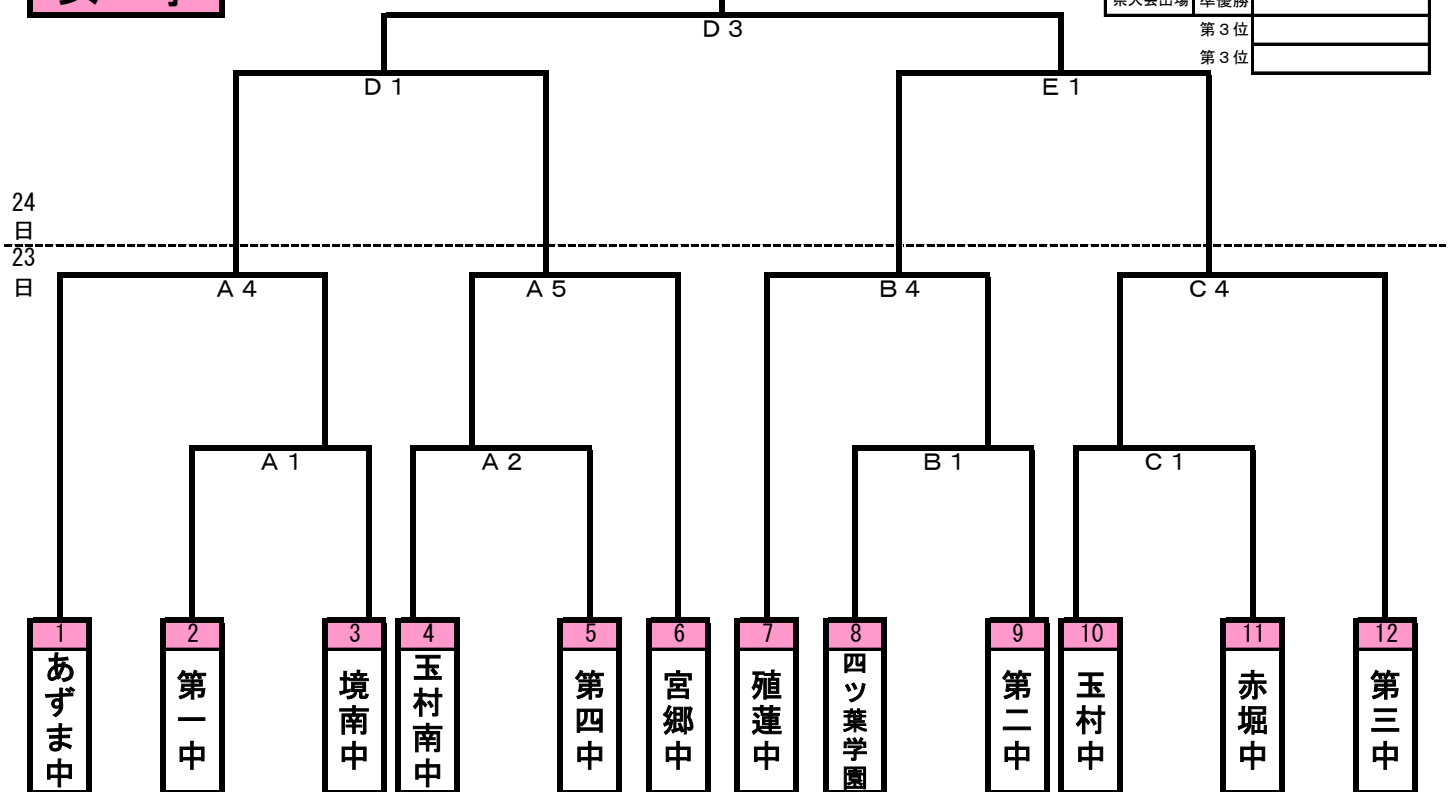 県大会出場 準優勝
D3
第3位
第3位
D1
E1
24
日
23
日
A4
A5
B4
C4
A1
A2
B1
C1
1
2
3
4
5
6
7
8
9
10
11
12
あずま中
第一中
境南中
玉村南中
第四中
宮郷中
殖蓮中
四ツ葉学園
第二中
玉村中
赤堀中
第三中